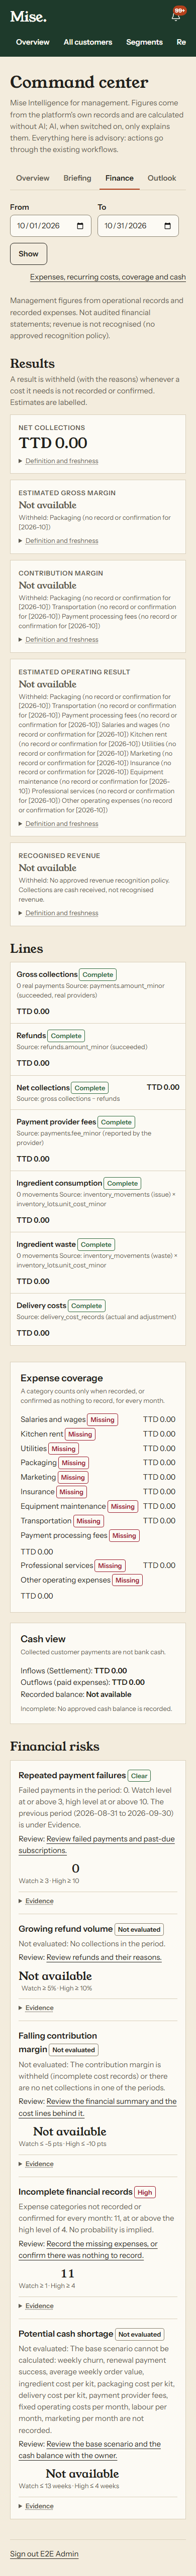 Mise.
99+
Overview All customers Segments Re
Command center
Mise Intelligence for management. Figures come
from the platform's own records and are calculated
without AI; AI, when switched on, only explains
them. Everything here is advisory: actions go
through the existing workflows.
Overview Briefing Finance Outlook
From To
10/01/2026 10/31/2026
Show
Expenses, recurring costs, coverage and cash
Management figures from operational records and
recorded expenses. Not audited financial
statements; revenue is not recognised (no
approved recognition policy).
Results
A result is withheld (with the reasons) whenever a
cost it needs is not recorded or confirmed.
Estimates are labelled.
NET COLLECTIONS
TTD 0.00
Definition and freshness
ESTIMATED GROSS MARGIN
Not available
Withheld: Packaging (no record or confirmation for
[2026-10])
Definition and freshness
CONTRIBUTION MARGIN
Not available
Withheld: Packaging (no record or confirmation for
[2026-10]) Transportation (no record or confirmation
for [2026-10]) Payment processing fees (no record or
confirmation for [2026-10])
Definition and freshness
ESTIMATED OPERATING RESULT
Not available
Withheld: Packaging (no record or confirmation for
[2026-10]) Transportation (no record or confirmation
for [2026-10]) Payment processing fees (no record or
confirmation for [2026-10]) Salaries and wages (no
record or confirmation for [2026-10]) Kitchen rent
(no record or confirmation for [2026-10]) Utilities (no
record or confirmation for [2026-10]) Marketing (no
record or confirmation for [2026-10]) Insurance (no
record or confirmation for [2026-10]) Equipment
maintenance (no record or confirmation for [2026-
10]) Professional services (no record or confirmation
for [2026-10]) Other operating expenses (no record
or confirmation for [2026-10])
Definition and freshness
RECOGNISED REVENUE
Not available
Withheld: No approved revenue recognition policy.
Collections are cash received, not recognised
revenue.
Definition and freshness
Lines
Gross collections Complete
0 real payments Source: payments.amount_minor
(succeeded, real providers)
TTD 0.00
Refunds Complete
Source: refunds.amount_minor (succeeded)
TTD 0.00
Net collections Complete TTD 0.00
Source: gross collections − refunds
Payment provider fees Complete
Source: payments.fee_minor (reported by the
provider)
TTD 0.00
Ingredient consumption Complete
0 movements Source: inventory_movements (issue) ×
inventory_lots.unit_cost_minor
TTD 0.00
Ingredient waste Complete
0 movements Source: inventory_movements (waste) ×
inventory_lots.unit_cost_minor
TTD 0.00
Delivery costs Complete
Source: delivery_cost_records (actual and adjustment)
TTD 0.00
Expense coverage
A category counts only when recorded, or
confirmed as nothing to record, for every month.
Salaries and wages Missing TTD 0.00
Kitchen rent Missing TTD 0.00
Utilities Missing TTD 0.00
Packaging Missing TTD 0.00
Marketing Missing TTD 0.00
Insurance Missing TTD 0.00
Equipment maintenance Missing TTD 0.00
Transportation Missing TTD 0.00
Payment processing fees Missing
TTD 0.00
Professional services Missing TTD 0.00
Other operating expenses Missing
TTD 0.00
Cash view
Collected customer payments are not bank cash.
Inflows (Settlement): TTD 0.00
Outflows (paid expenses): TTD 0.00
Recorded balance: Not available
Incomplete: No approved cash balance is recorded.
Financial risks
Repeated payment failures Clear
Failed payments in the period: 0. Watch level
at or above 3, high level at or above 10. The
previous period (2026-08-31 to 2026-09-30)
is under Evidence.
Review: Review failed payments and past-due
subscriptions.
0
Watch ≥ 3 · High ≥ 10
Evidence
Growing refund volume Not evaluated
Not evaluated: No collections in the period.
Review: Review refunds and their reasons.
Not available
Watch ≥ 5% · High ≥ 10%
Evidence
Falling contribution
margin Not evaluated
Not evaluated: The contribution margin is
withheld (incomplete cost records) or there
are no net collections in one of the periods.
Review: Review the financial summary and the
cost lines behind it.
Not available
Watch ≤ -5 pts · High ≤ -10 pts
Evidence
Incomplete financial records High
Expense categories not recorded or
confirmed for every month: 11, at or above the
high level of 4. No probability is implied.
Review: Record the missing expenses, or
confirm there was nothing to record.
11
Watch ≥ 1 · High ≥ 4
Evidence
Potential cash shortage Not evaluated
Not evaluated: The base scenario cannot be
calculated: weekly churn, renewal payment
success, average weekly order value,
ingredient cost per kit, packaging cost per kit,
delivery cost per kit, payment provider fees,
fixed operating costs per month, labour per
month, marketing per month are not
recorded.
Review: Review the base scenario and the
cash balance with the owner.
Not available
Watch ≤ 13 weeks · High ≤ 4 weeks
Evidence
Sign out E2E Admin